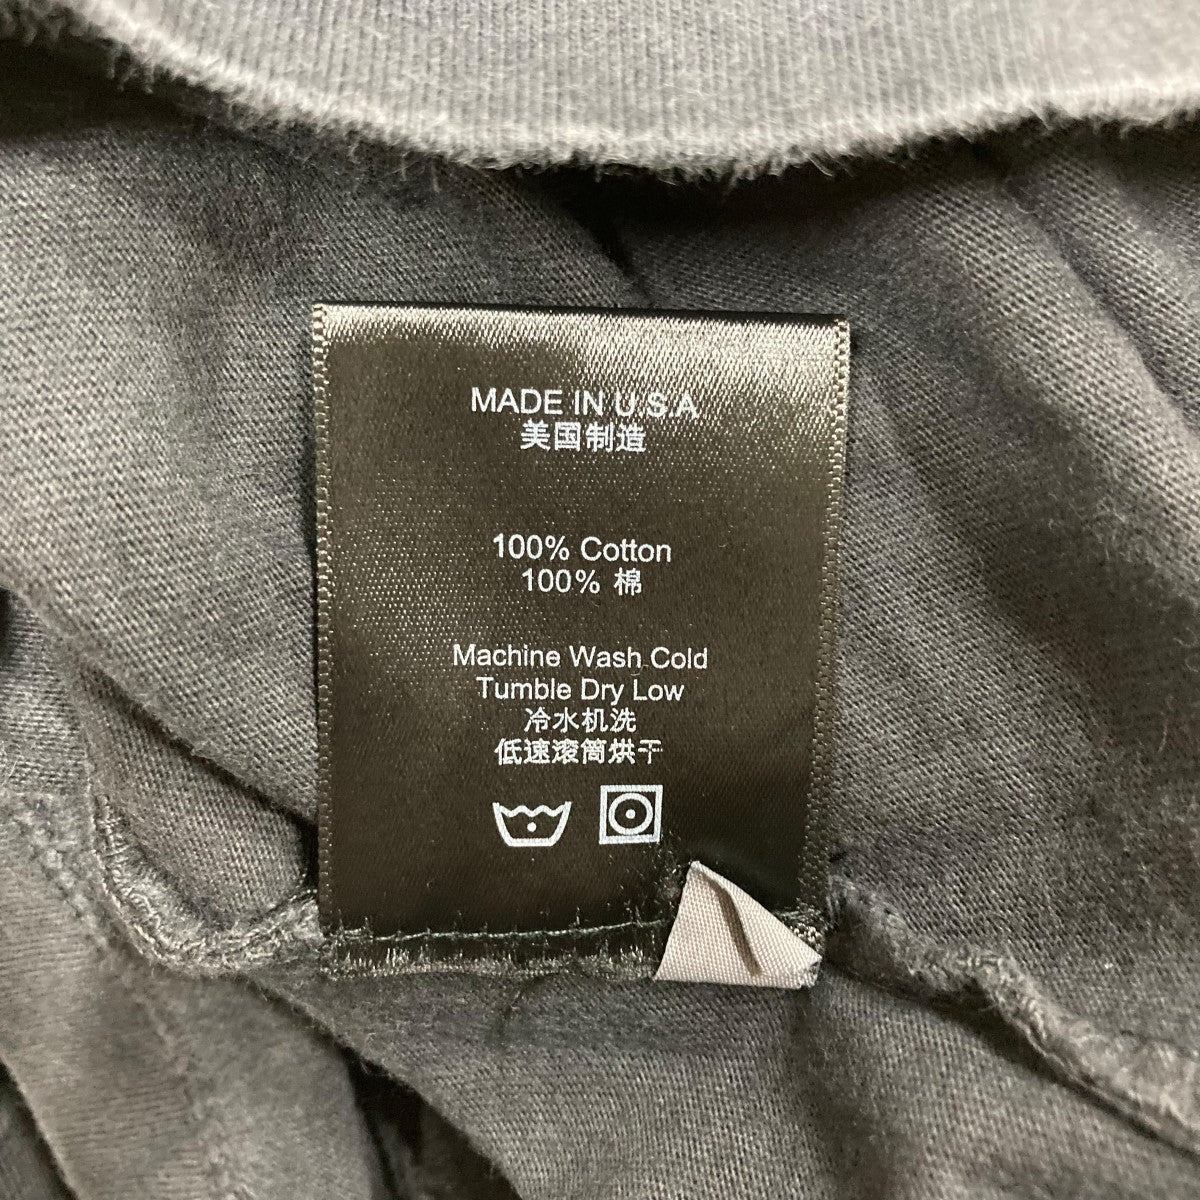 MADE IN U.S.A
美国制造
100% Cotton
100% 棉
Machine Wash Cold
Tumble Dry Low
冷水机洗
低速滚筒烘干